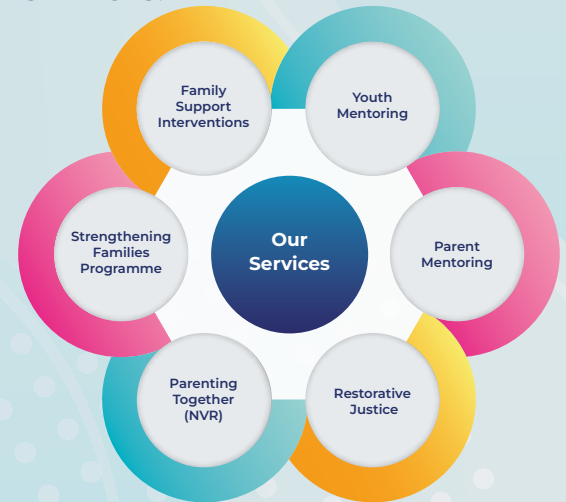 Family
Support
Interventions
Youth
Mentoring
Strengthening
Families
Programme
Our
Services
Parent
Mentoring
Parenting
Together
(NVR)
Restorative
Justice